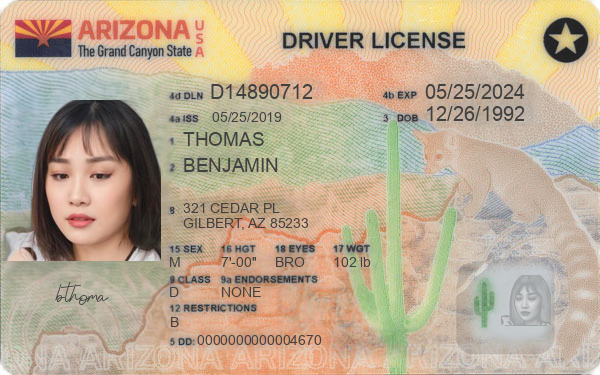 ARIZONA USA
The Grand Canyon State
DRIVER LICENSE
4d DLN D14890712
4b EXP 05/25/2024
4a ISS 05/25/2019
3 DOB 12/26/1992
1 THOMAS
2 BENJAMIN
8 321 CEDAR PL
GILBERT, AZ 85233
15 SEX 16 HGT 18 EYES 17 WGT
M 7'-00" BRO 102 lb
9 CLASS 9a ENDORSEMENTS
D NONE
12 RESTRICTIONS
B
bthoma
5 DD: 0000000000004670
ONA ARIZONA ARIZONA ARIZONA ARIZONA ARIZ